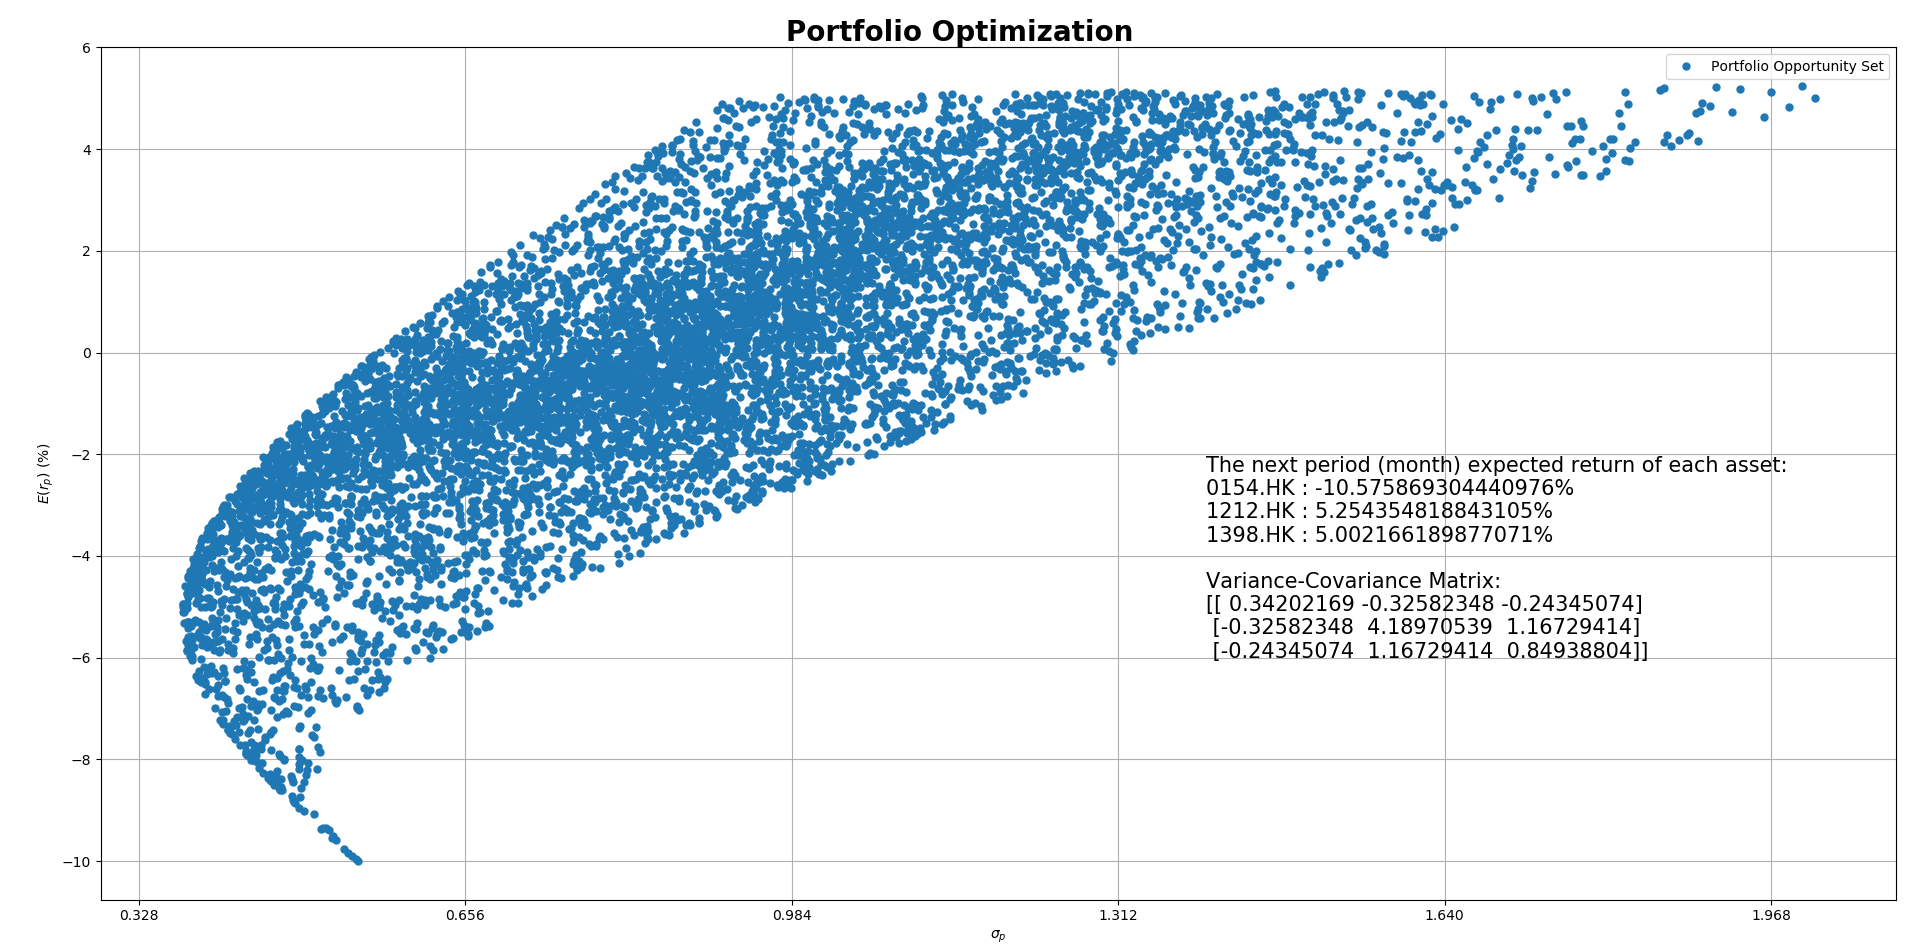 Portfolio Optimization
Portfolio Opportunity Set
6
4
2
0
−2
−4
−6
−8
−10
E(r_p) (%)
The next period (month) expected return of each asset:
0154.HK : -10.575869304440976%
1212.HK : 5.254354818843105%
1398.HK : 5.002166189877071%
Variance-Covariance Matrix:
[[ 0.34202169 -0.32582348 -0.24345074]
[-0.32582348 4.18970539 1.16729414]
[-0.24345074 1.16729414 0.84938804]]
0.328 0.656 0.984 1.312 1.640 1.968
σ_p